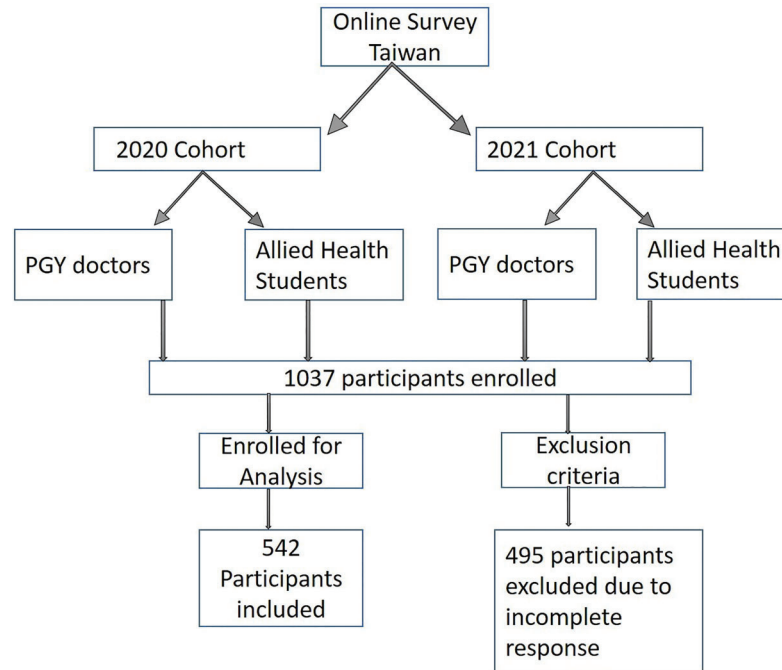 Online Survey
Taiwan
2020 Cohort
2021 Cohort
PGY doctors
Allied Health
Students
PGY doctors
Allied Health
Students
1037 participants enrolled
Enrolled for
Analysis
Exclusion
criteria
542
Participants
included
495 participants
excluded due to
incomplete
response